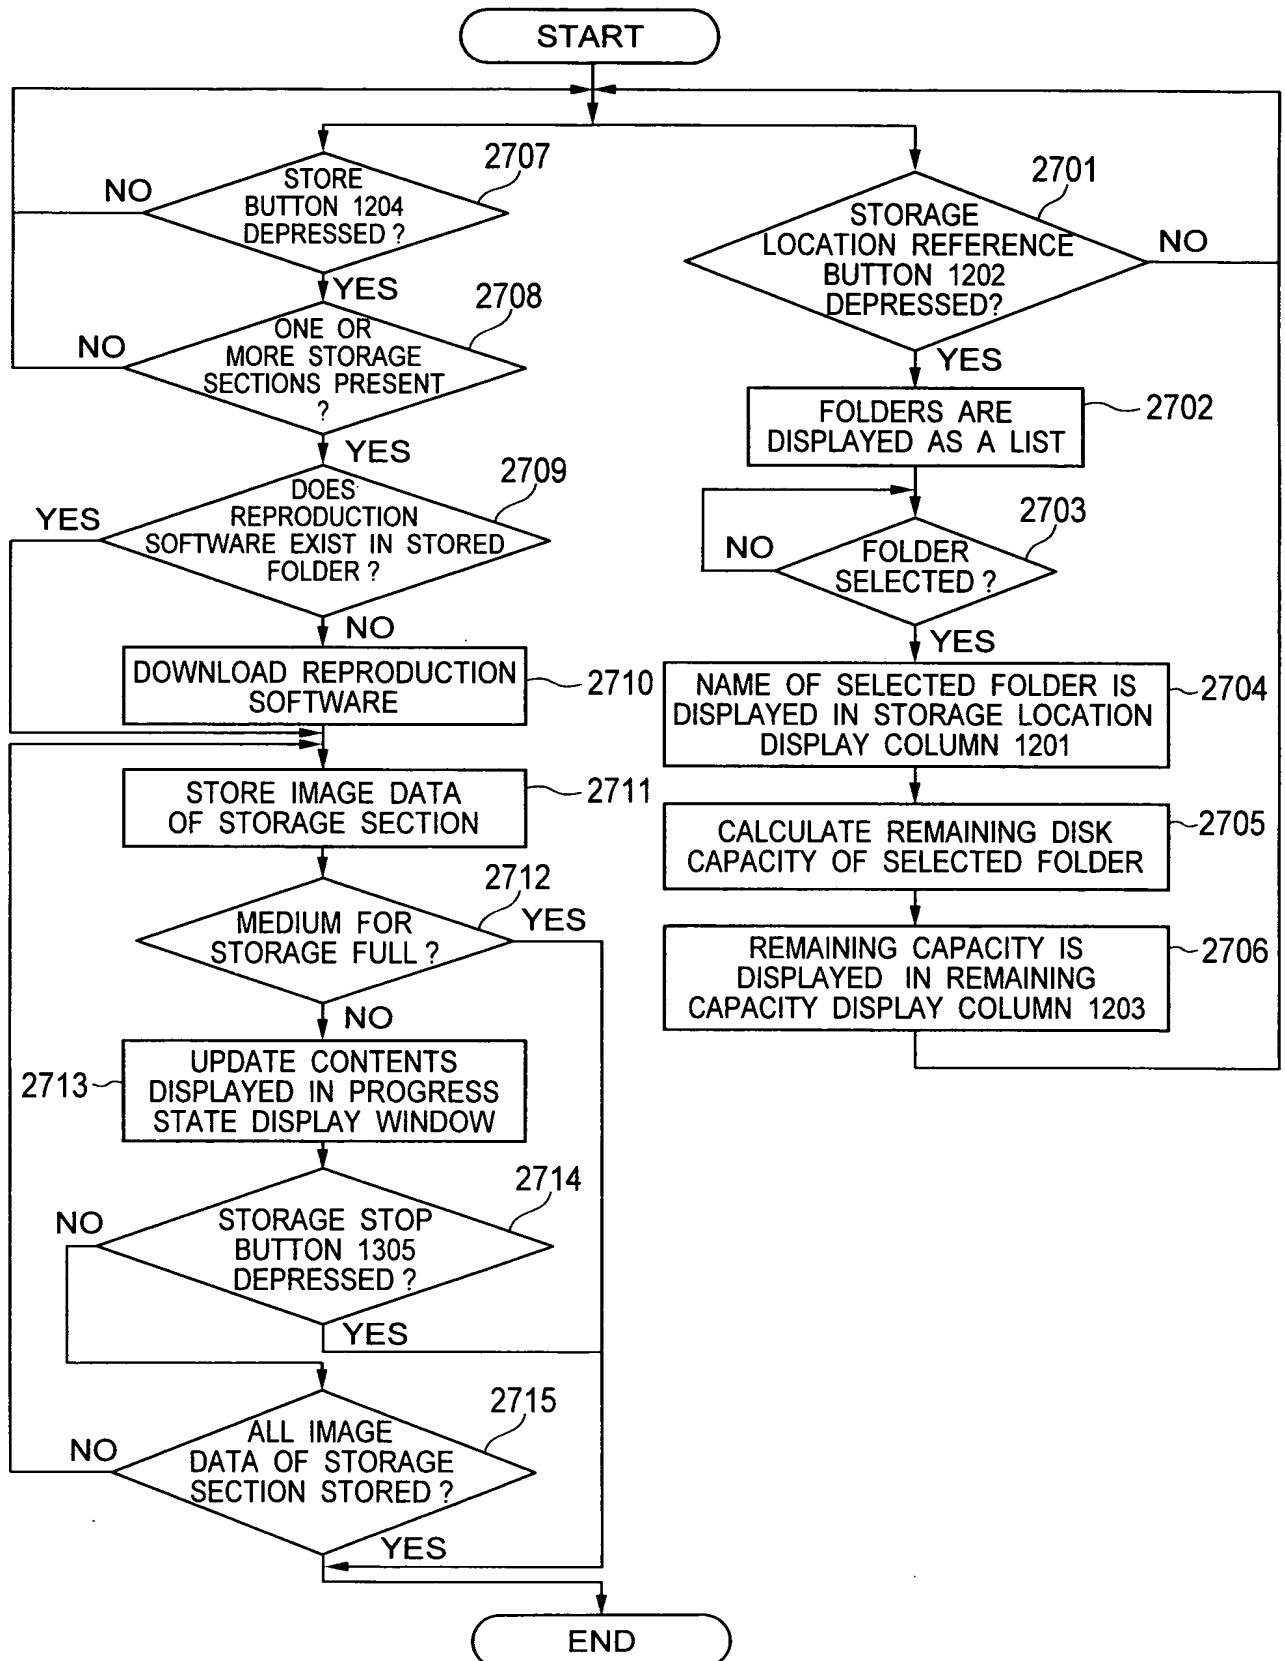 START
2707
STORE
BUTTON 1204
DEPRESSED ?
NO
YES
2708
ONE OR
MORE STORAGE
SECTIONS PRESENT
?
NO
YES
2709
DOES
REPRODUCTION
SOFTWARE EXIST IN STORED
FOLDER ?
YES
NO
DOWNLOAD REPRODUCTION
SOFTWARE
2710
STORE IMAGE DATA
OF STORAGE SECTION
2711
2712
MEDIUM FOR
STORAGE FULL ?
YES
NO
UPDATE CONTENTS
DISPLAYED IN PROGRESS
STATE DISPLAY WINDOW
2713
2714
STORAGE STOP
BUTTON 1305
DEPRESSED ?
NO
YES
2715
ALL IMAGE
DATA OF STORAGE
SECTION STORED ?
NO
YES
END
2701
STORAGE
LOCATION REFERENCE
BUTTON 1202
DEPRESSED?
NO
YES
FOLDERS ARE
DISPLAYED AS A LIST
2702
2703
FOLDER
SELECTED ?
NO
YES
NAME OF SELECTED FOLDER IS
DISPLAYED IN STORAGE LOCATION
DISPLAY COLUMN 1201
2704
CALCULATE REMAINING DISK
CAPACITY OF SELECTED FOLDER
2705
REMAINING CAPACITY IS
DISPLAYED IN REMAINING
CAPACITY DISPLAY COLUMN 1203
2706